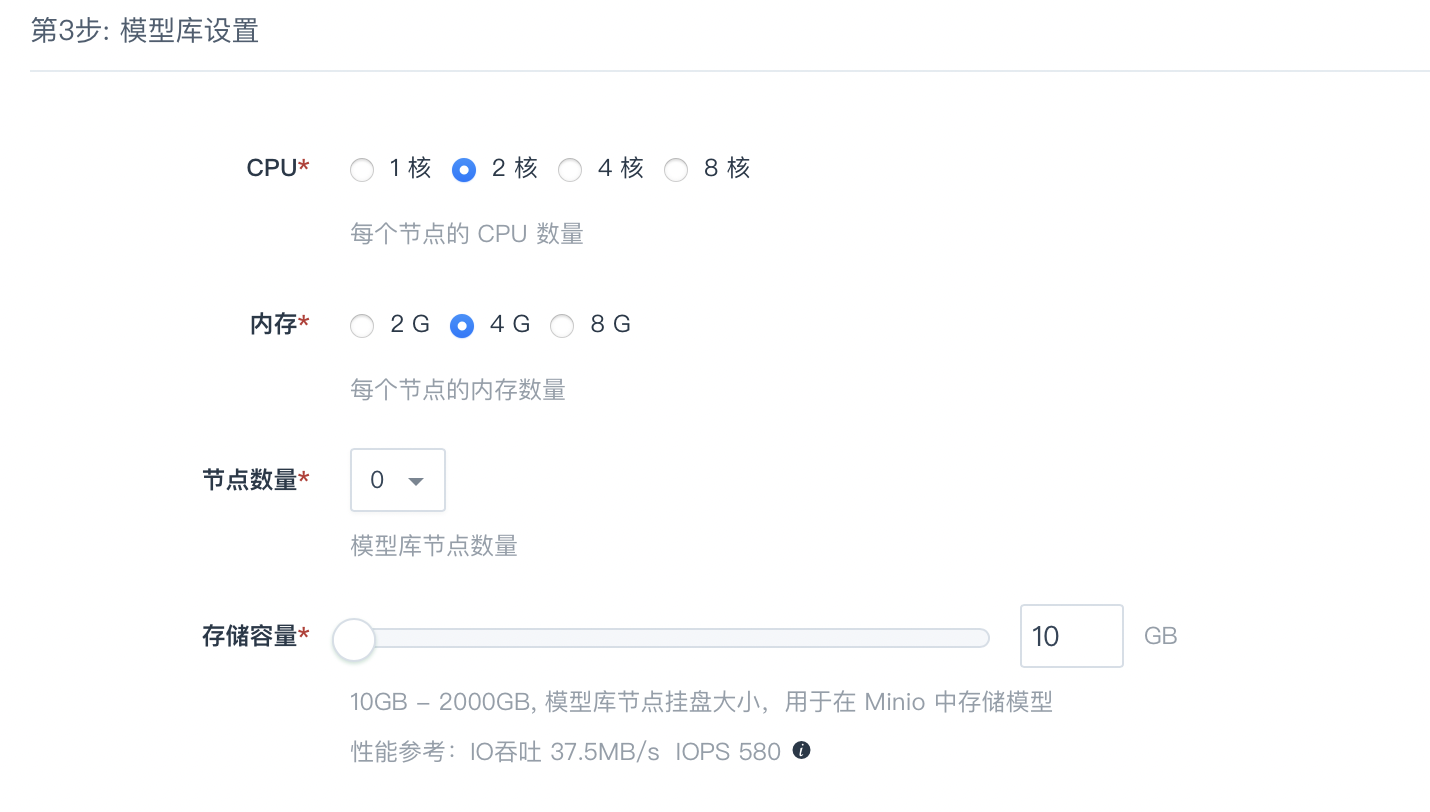 第3步: 模型库设置
CPU* 1 核 2 核 4 核 8 核
每个节点的 CPU 数量
内存* 2 G 4 G 8 G
每个节点的内存数量
节点数量* 0
模型库节点数量
存储容量* 10 GB
10GB – 2000GB, 模型库节点挂盘大小，用于在 Minio 中存储模型
性能参考：IO吞吐 37.5MB/s IOPS 580 i